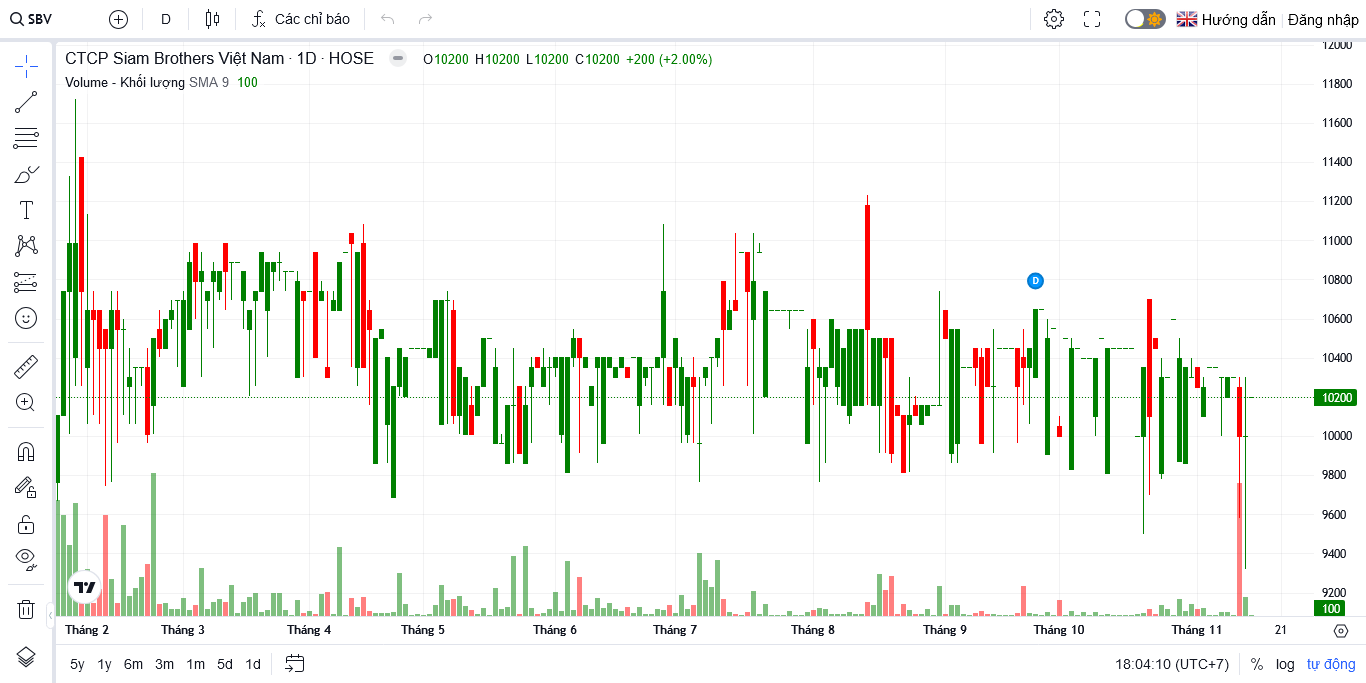 SBV D Các chỉ báo Hướng dẫn Đăng nhập
CTCP Siam Brothers Việt Nam · 1D · HOSE O10200 H10200 L10200 C10200 +200 (+2.00%)
Volume - Khối lượng SMA 9 100
12000
11800
11600
11400
11200
11000
10800
D
10600
10400
10200
10000
9800
9600
9400
9200
100
Tháng 2 Tháng 3 Tháng 4 Tháng 5 Tháng 6 Tháng 7 Tháng 8 Tháng 9 Tháng 10 Tháng 11 21
5y 1y 6m 3m 1m 5d 1d 18:04:10 (UTC+7) % log tự động